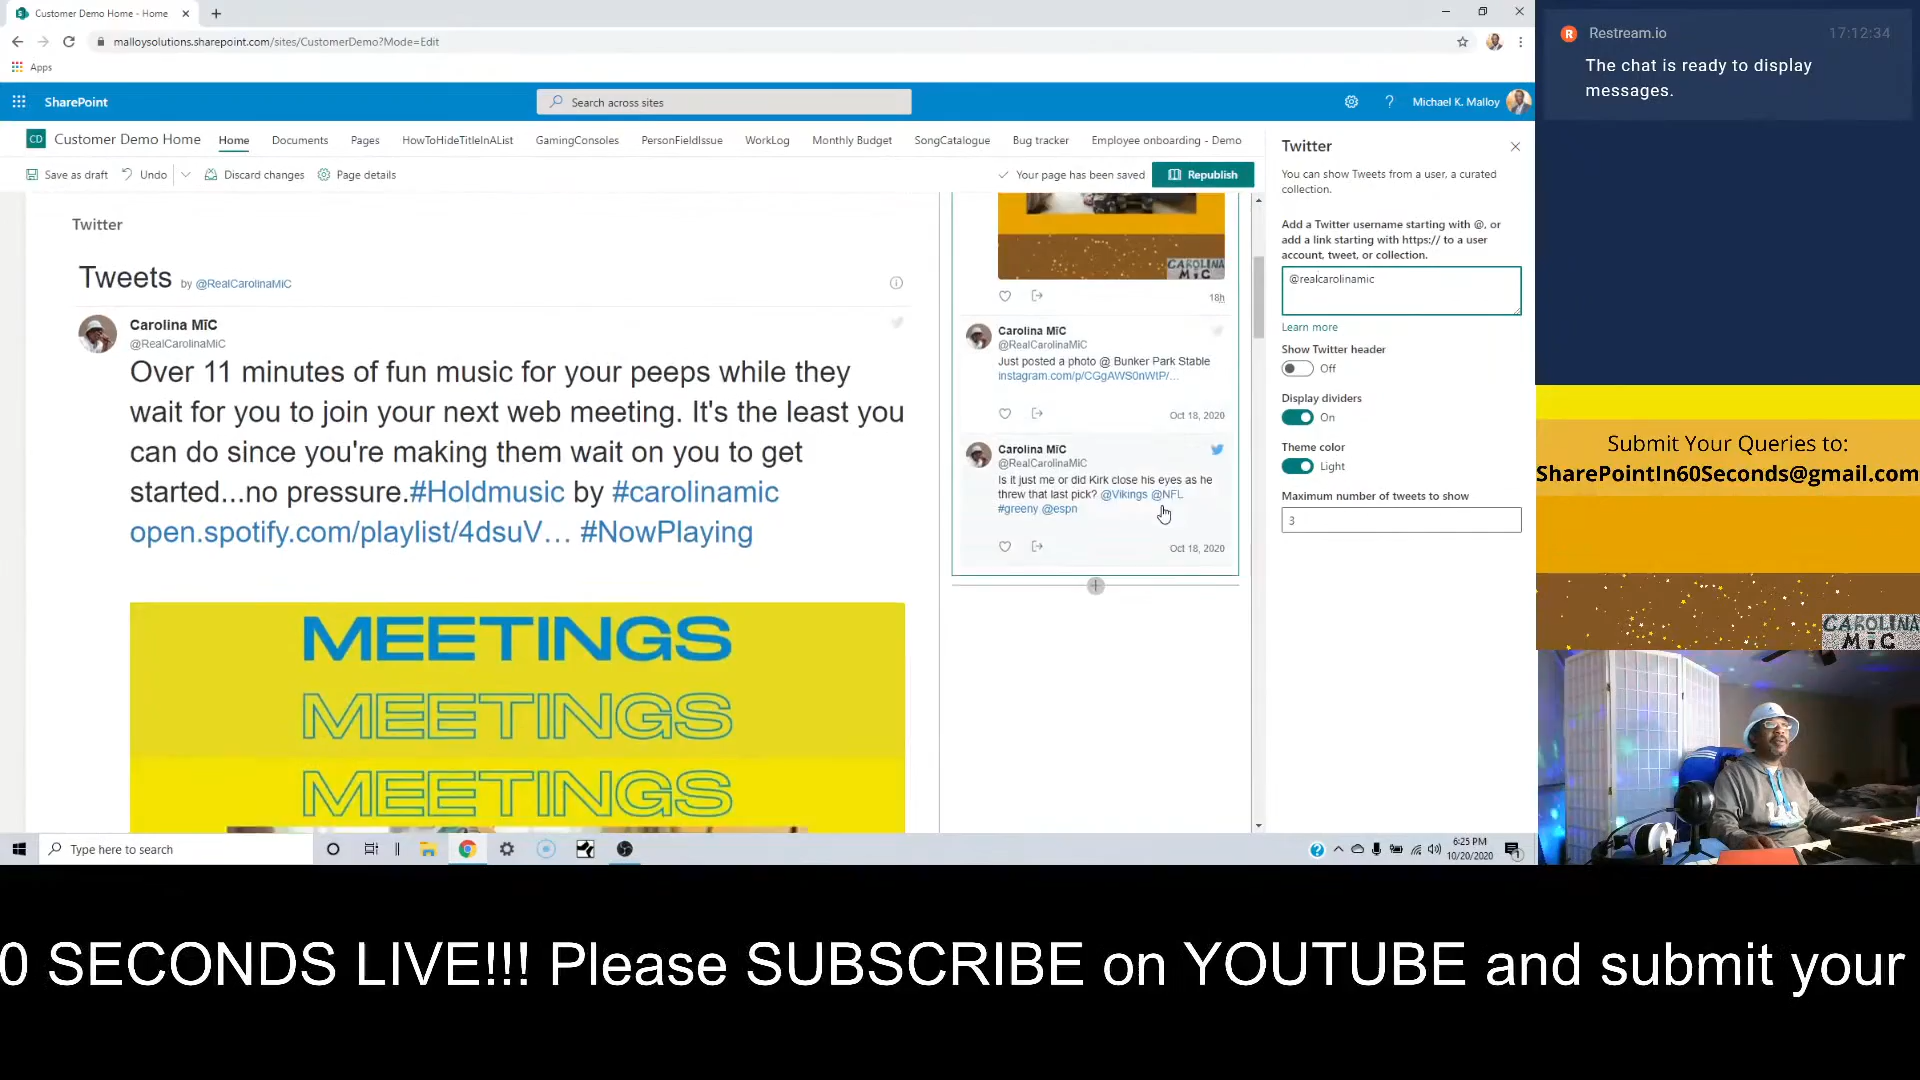 Customer Demo Home - Home
malloysolutions.sharepoint.com/sites/CustomerDemo?Mode=Edit
Apps
SharePoint
Search across sites
Michael K. Malloy
CD
Customer Demo Home
Home
Documents
Pages
HowToHideTitleInAList
GamingConsoles
PersonFieldIssue
WorkLog
Monthly Budget
SongCatalogue
Bug tracker
Employee onboarding - Demo
Save as draft
Undo
Discard changes
Page details
Your page has been saved
Republish
Twitter
Tweets by @RealCarolinaMiC
Carolina MīC
@RealCarolinaMiC
Over 11 minutes of fun music for your peeps while they
wait for you to join your next web meeting. It's the least you
can do since you're making them wait on you to get
started...no pressure.#Holdmusic by #carolinamic
open.spotify.com/playlist/4dsuV… #NowPlaying
MEETINGS
MEETINGS
MEETINGS
CAROLINA
MiC
18h
Carolina MīC
@RealCarolinaMiC
Just posted a photo @ Bunker Park Stable
instagram.com/p/CGgAWS0nWtP/…
Oct 18, 2020
Carolina MīC
@RealCarolinaMiC
Is it just me or did Kirk close his eyes as he
threw that last pick? @Vikings @NFL
#greeny @espn
Oct 18, 2020
Twitter
You can show Tweets from a user, a curated
collection.
Add a Twitter username starting with @, or
add a link starting with https:// to a user
account, tweet, or collection.
@realcarolinamic
Learn more
Show Twitter header
Off
Display dividers
On
Theme color
Light
Maximum number of tweets to show
3
Type here to search
6:25 PM
10/20/2020
1
R
Restream.io
17:12:34
The chat is ready to display
messages.
Submit Your Queries to:
SharePointIn60Seconds@gmail.com
CAROLINA
MiC
0 SECONDS LIVE!!! Please SUBSCRIBE on YOUTUBE and submit your